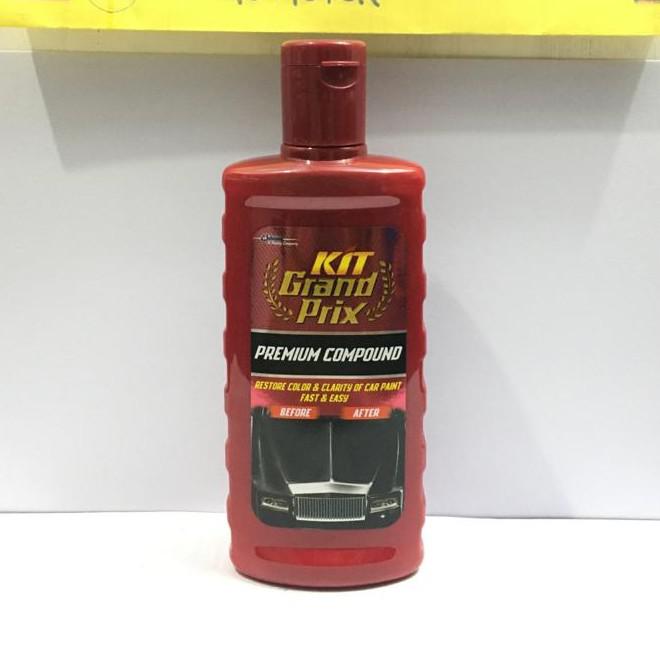 KIT
Grand
Prix
PREMIUM COMPOUND
RESTORE COLOR & CLARITY OF CAR PAINT
FAST & EASY
BEFORE AFTER